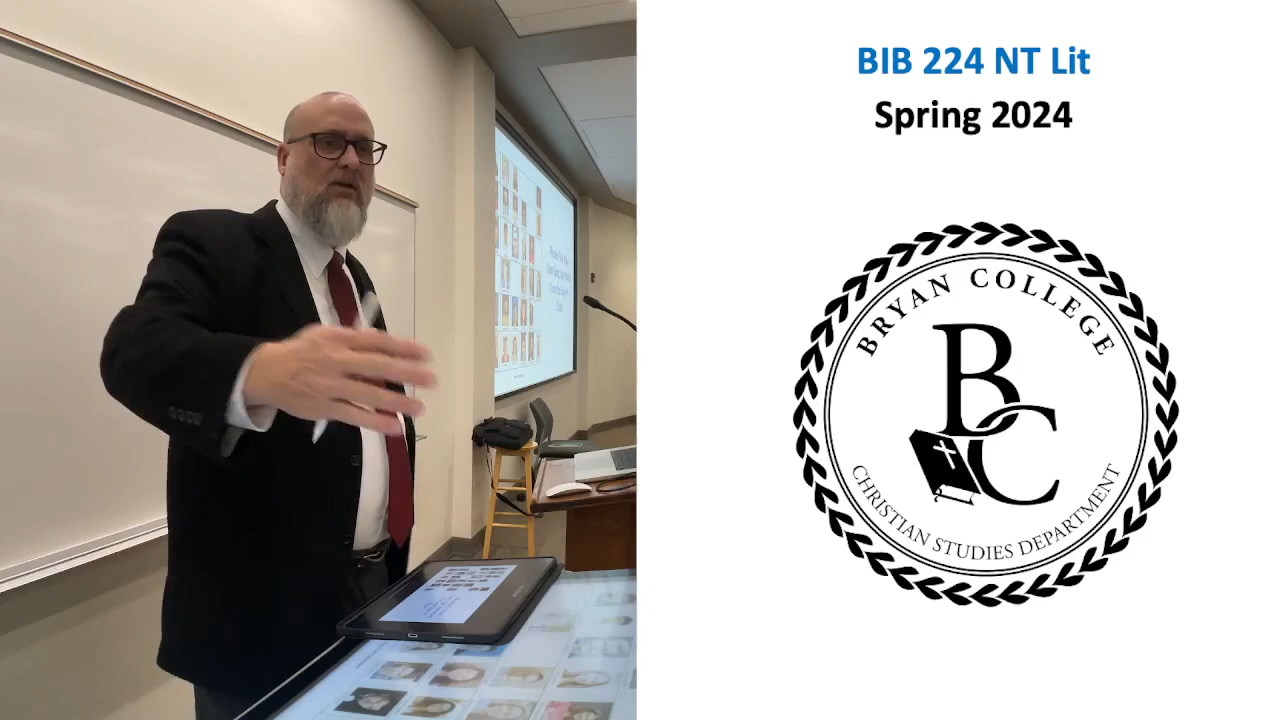 BIB 224 NT Lit
Spring 2024
BRYAN COLLEGE
BC
CHRISTIAN STUDIES DEPARTMENT